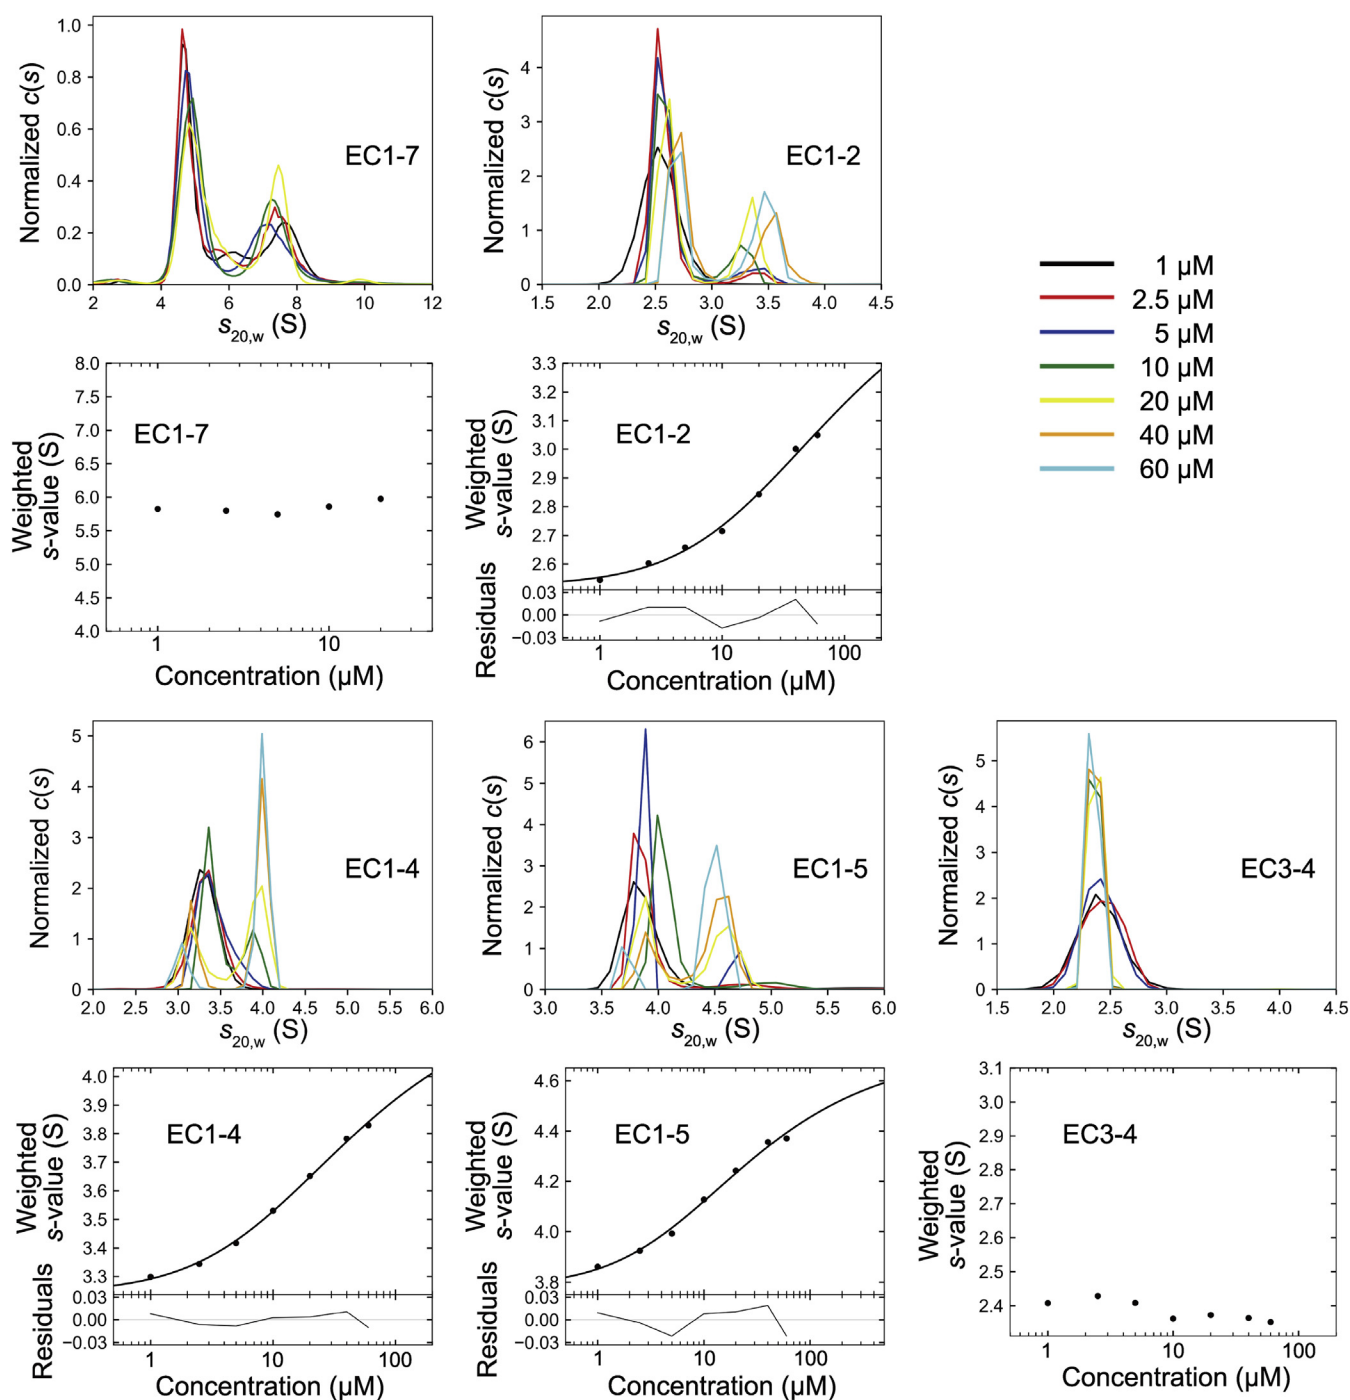 1.0
0.8
0.6
0.4
0.2
0.0
Normalized c(s)
EC1-7
2 4 6 8 10 12
s20,w (S)
4
3
2
1
0
Normalized c(s)
EC1-2
1.5 2.0 2.5 3.0 3.5 4.0 4.5
s20,w (S)
1 µM
2.5 µM
5 µM
10 µM
20 µM
40 µM
60 µM
8.0
7.5
7.0
6.5
6.0
5.5
5.0
4.5
4.0
Weighted
s-value (S)
EC1-7
1 10
Concentration (µM)
3.3
3.2
3.1
3.0
2.9
2.8
2.7
2.6
Weighted
s-value (S)
EC1-2
0.03
0.00
−0.03
Residuals
1 10 100
Concentration (µM)
5
4
3
2
1
0
Normalized c(s)
EC1-4
2.0 2.5 3.0 3.5 4.0 4.5 5.0 5.5 6.0
s20,w (S)
6
5
4
3
2
1
0
Normalized c(s)
EC1-5
3.0 3.5 4.0 4.5 5.0 5.5 6.0
s20,w (S)
5
4
3
2
1
0
Normalized c(s)
EC3-4
1.5 2.0 2.5 3.0 3.5 4.0 4.5
s20,w (S)
4.0
3.9
3.8
3.7
3.6
3.5
3.4
3.3
Weighted
s-value (S)
EC1-4
0.03
0.00
−0.03
Residuals
1 10 100
Concentration (µM)
4.6
4.4
4.2
4.0
3.8
Weighted
s-value (S)
EC1-5
0.03
0.00
−0.03
Residuals
1 10 100
Concentration (µM)
3.1
3.0
2.9
2.8
2.7
2.6
2.5
2.4
Weighted
s-value (S)
EC3-4
1 10 100
Concentration (µM)